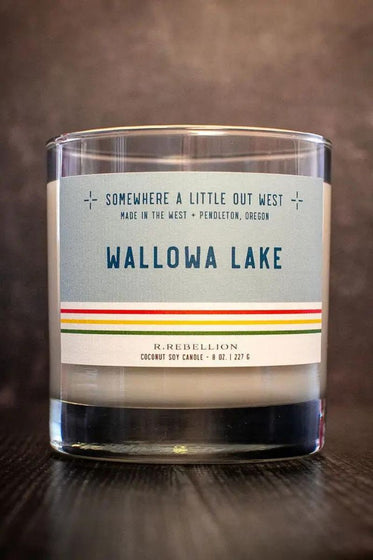 SOMEWHERE A LITTLE OUT WEST
MADE IN THE WEST + PENDLETON, OREGON
WALLOWA LAKE
R.REBELLION
COCONUT SOY CANDLE - 8 OZ. | 227 G